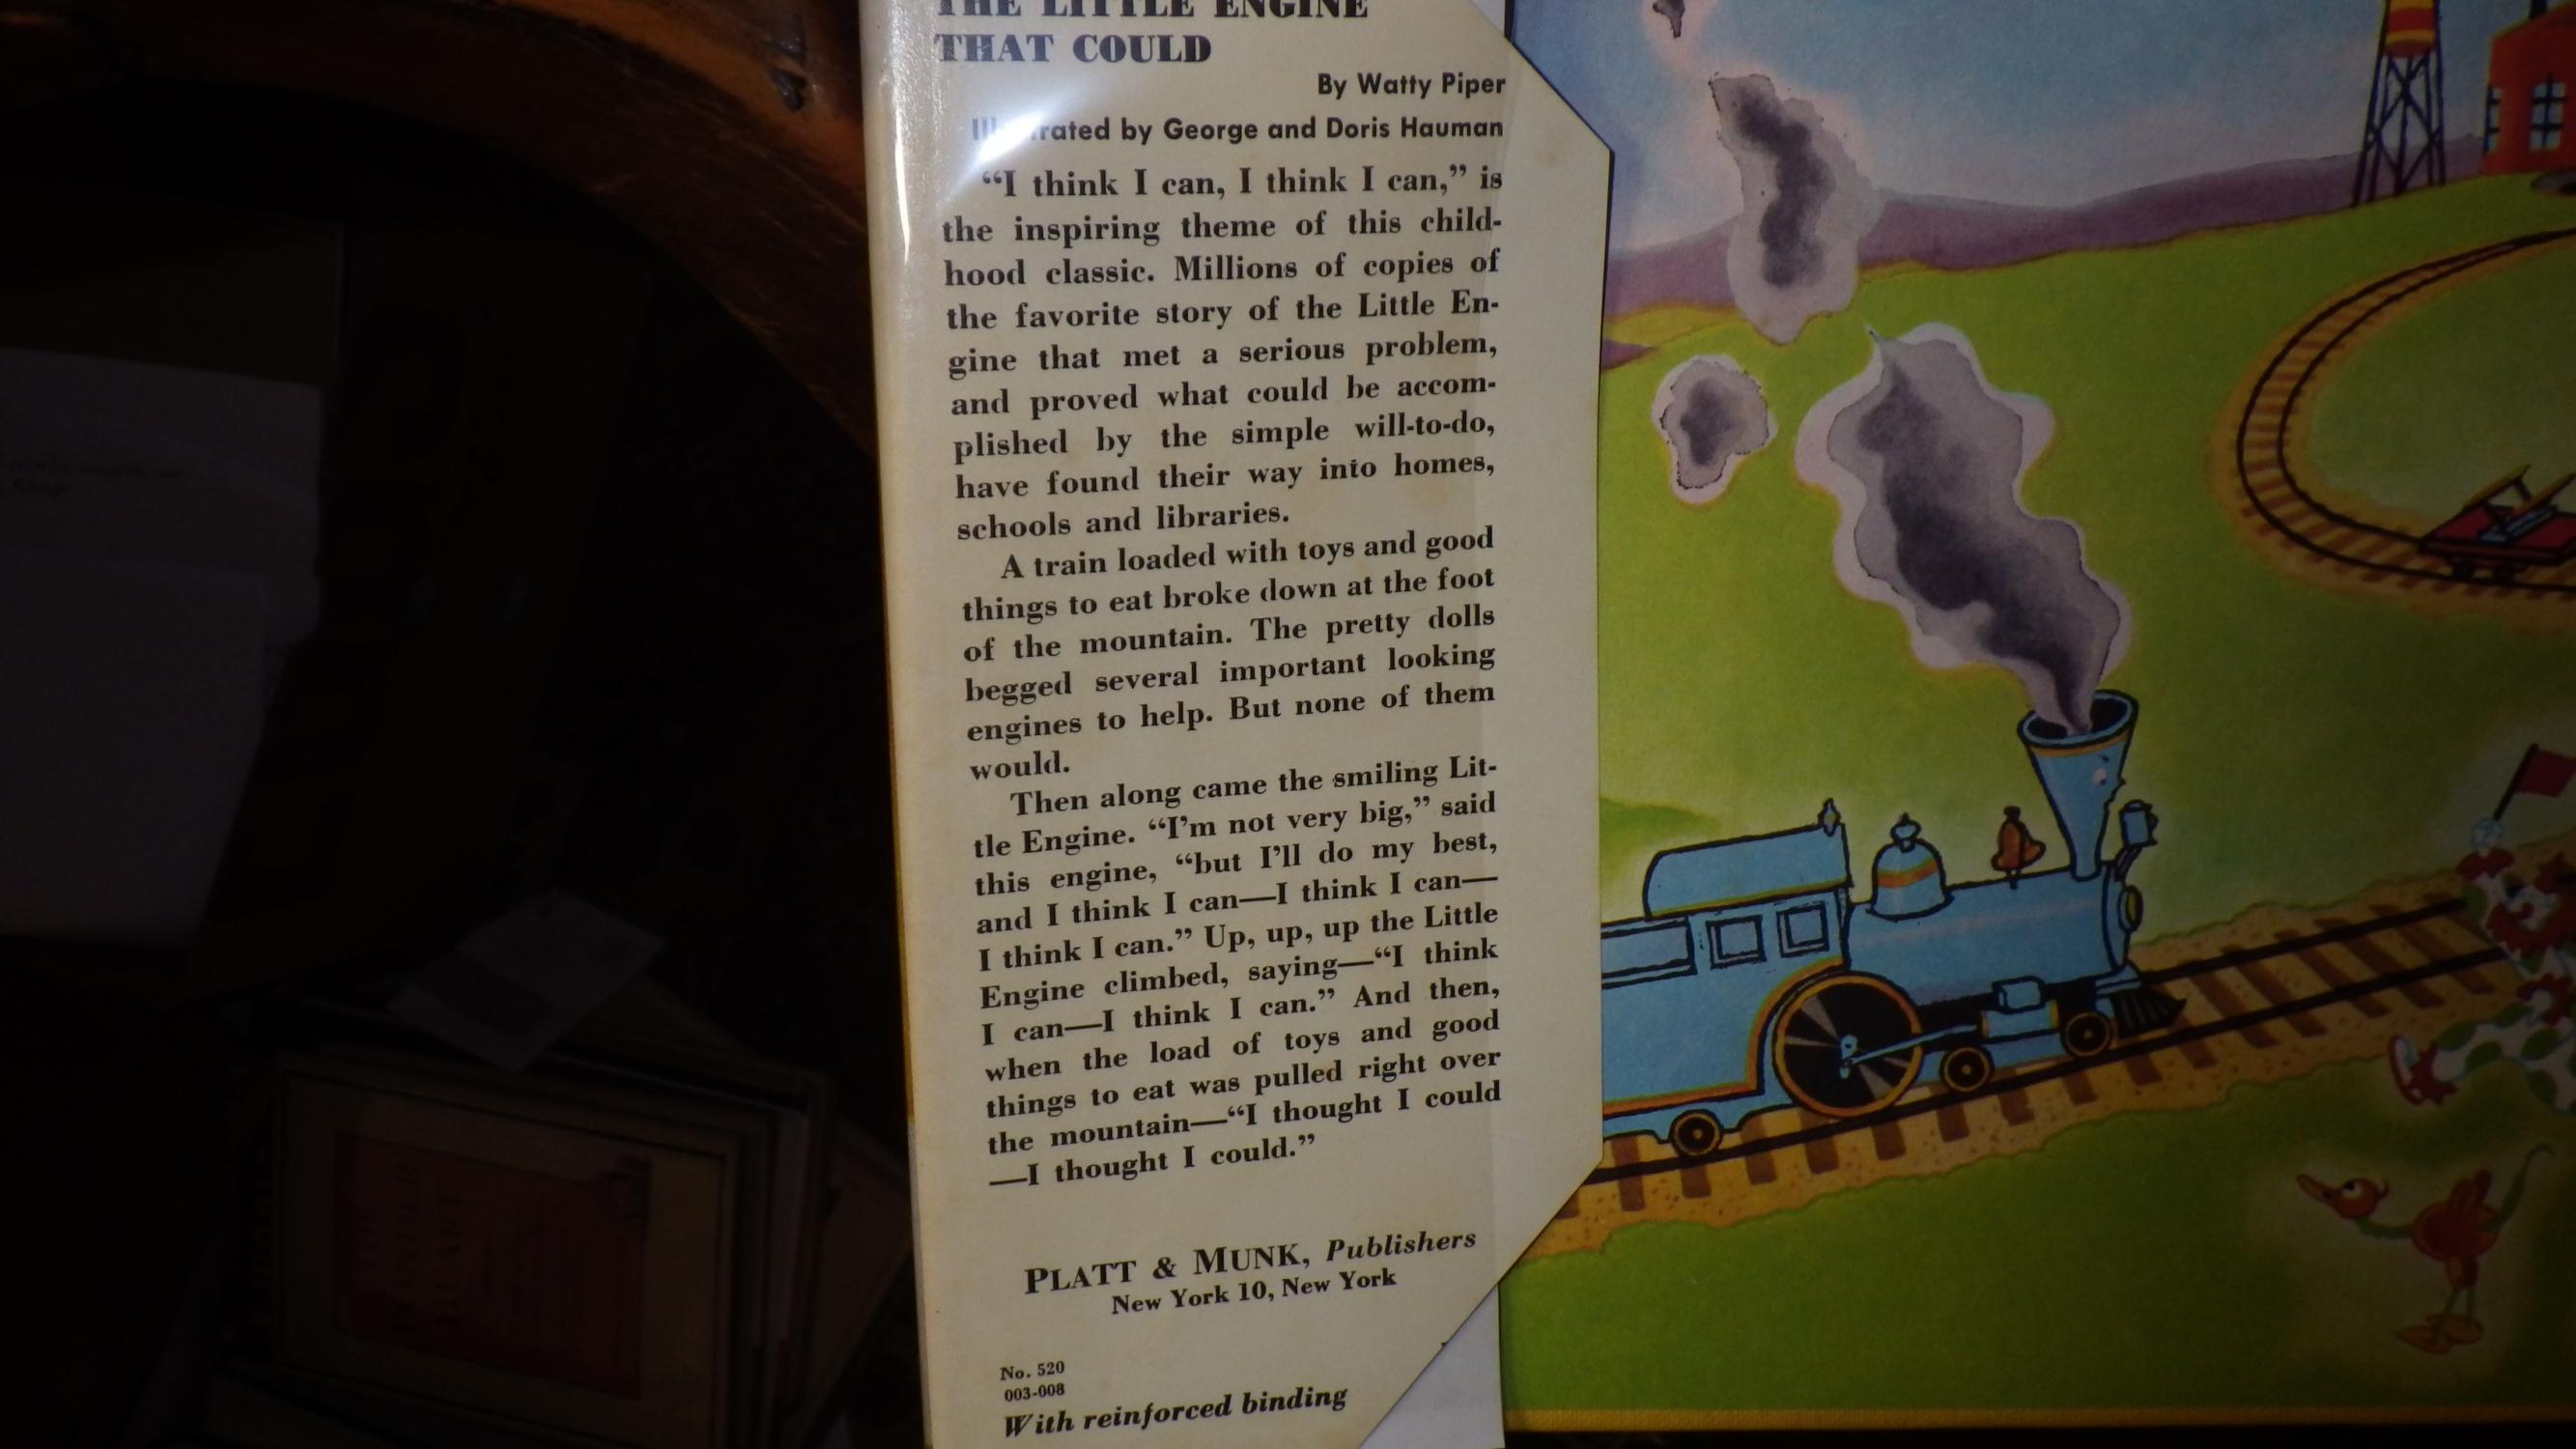 THE LITTLE ENGINE
THAT COULD
By Watty Piper
by George and Doris Hauman
“I think I can, I think I can,” is
the inspiring theme of this child-
hood classic. Millions of copies of
the favorite story of the Little En-
gine that met a serious problem,
and proved what could be accom-
plished by the simple will-to-do,
have found their way into homes,
schools and libraries.
A train loaded with toys and good
things to eat broke down at the foot
of the mountain. The pretty dolls
begged several important looking
engines to help. But none of them
would.
Then along came the smiling Lit-
tle Engine. “I’m not very big,” said
this engine, “but I’ll do my best,
and I think I can—I think I can—
I think I can.” Up, up, up the Little
Engine climbed, saying—“I think
I can—I think I can.” And then,
when the load of toys and good
things to eat was pulled right over
the mountain—“I thought I could
—I thought I could.”
PLATT & MUNK, Publishers
New York 10, New York
No. 520
003-008
With reinforced binding